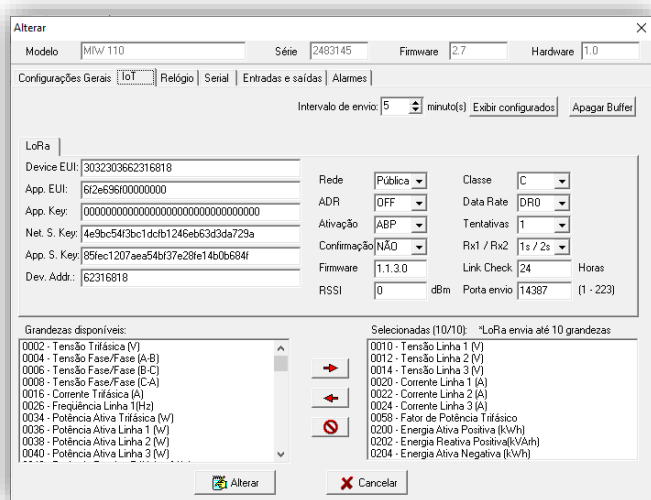 Alterar
Modelo MIW 110 Série 2483145 Firmware 2.7 Hardware 1.0
Configurações Gerais IoT Relógio Serial Entradas e saídas Alarmes
Intervalo de envio: 5 minuto(s) Exibir configurados Apagar Buffer
LoRa
Device EUI: 3032303662316818
App. EUI: 6f2e696f00000000
App. Key: 00000000000000000000000000000000
Net. S. Key: 4e9bc54f3bc1dcfb1246eb63d3da729a
App. S. Key: 85fec1207aea54bf37e28fe14b0b684f
Dev. Addr.: 62316818
Rede Pública Classe C
ADR OFF Data Rate DR0
Ativação ABP Tentativas 1
Confirmação NÃO Rx1 / Rx2 1s / 2s
Firmware 1.1.3.0 Link Check 24 Horas
RSSI 0 dBm Porta envio 14387 (1 - 223)
Grandezas disponíveis:
0002 - Tensão Trifásica (V)
0004 - Tensão Fase/Fase (A-B)
0006 - Tensão Fase/Fase (B-C)
0008 - Tensão Fase/Fase (C-A)
0016 - Corrente Trifásica (A)
0026 - Freqüência Linha 1(Hz)
0034 - Potência Ativa Trifásica (W)
0036 - Potência Ativa Linha 1 (W)
0038 - Potência Ativa Linha 2 (W)
0040 - Potência Ativa Linha 3 (W)
Selecionadas (10/10): *LoRa envia até 10 grandezas
0010 - Tensão Linha 1 (V)
0012 - Tensão Linha 2 (V)
0014 - Tensão Linha 3 (V)
0020 - Corrente Linha 1 (A)
0022 - Corrente Linha 2 (A)
0024 - Corrente Linha 3 (A)
0058 - Fator de Potência Trifásico
0200 - Energia Ativa Positiva (kWh)
0202 - Energia Reativa Positiva(kVArh)
0204 - Energia Ativa Negativa (kWh)
Alterar Cancelar